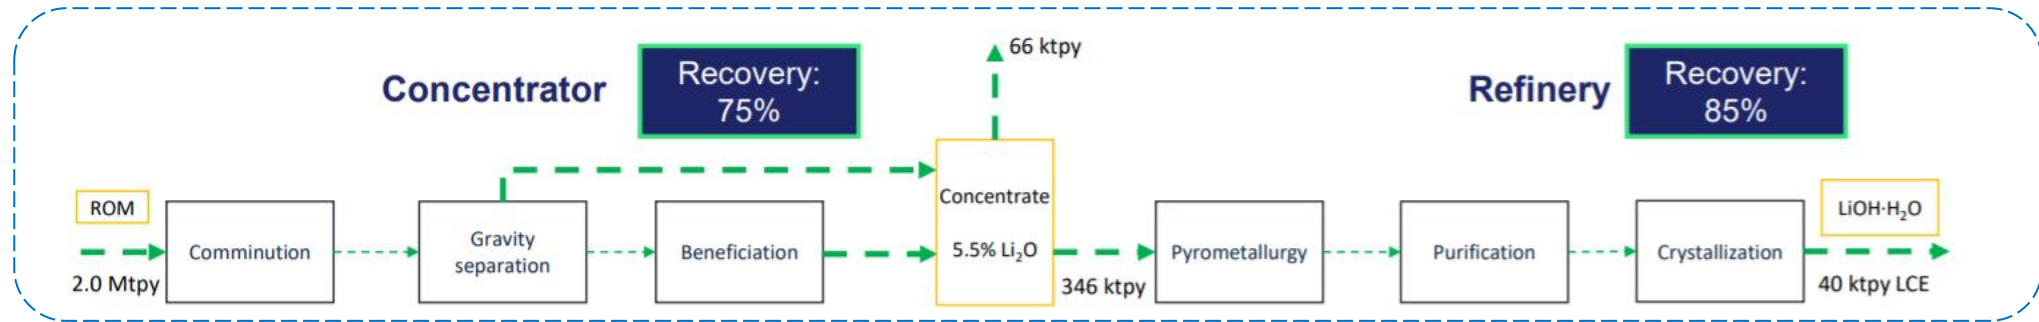 66 ktpy
Concentrator
Recovery:
75%
Refinery
Recovery:
85%
ROM
2.0 Mtpy
Comminution
Gravity
separation
Beneficiation
Concentrate
5.5% Li₂O
346 ktpy
Pyrometallurgy
Purification
Crystallization
LiOH·H₂O
40 ktpy LCE